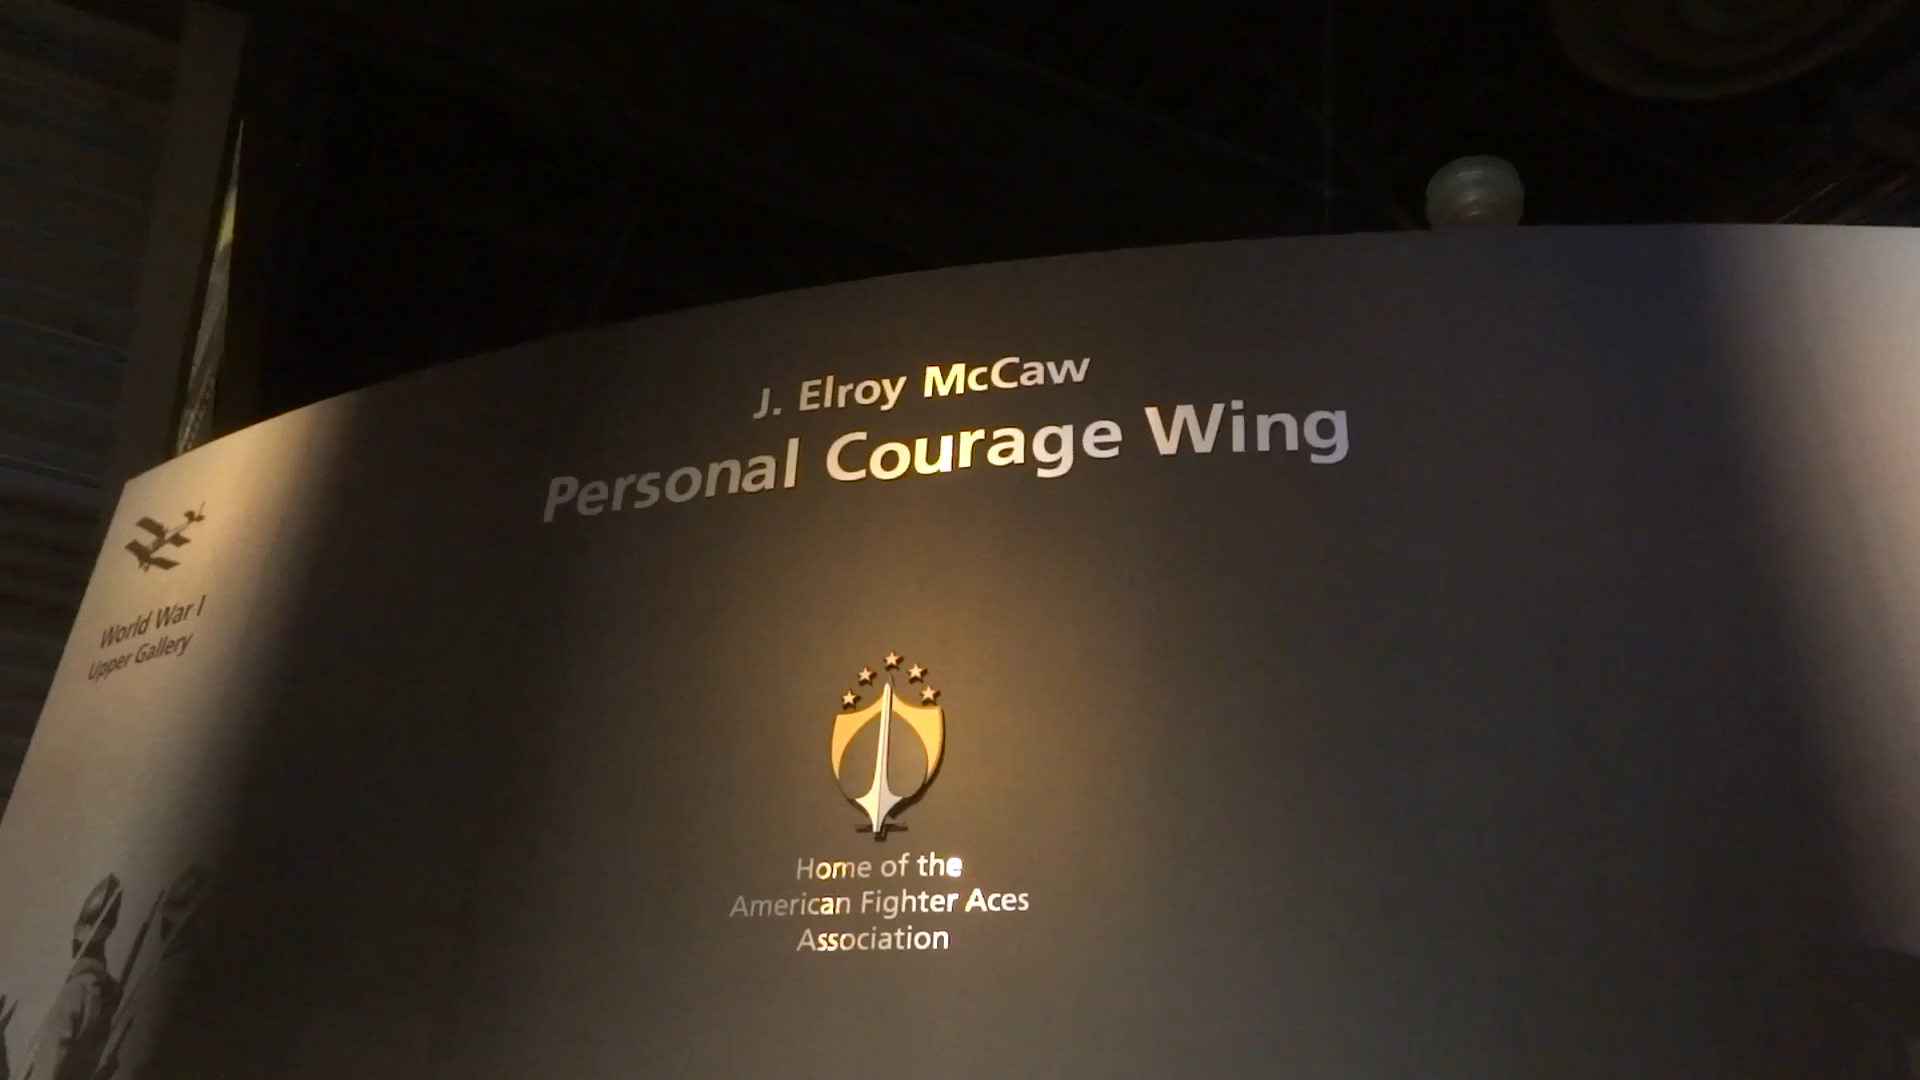 J. Elroy McCaw
Personal Courage Wing
World War I
Upper Gallery
Home of the
American Fighter Aces
Association